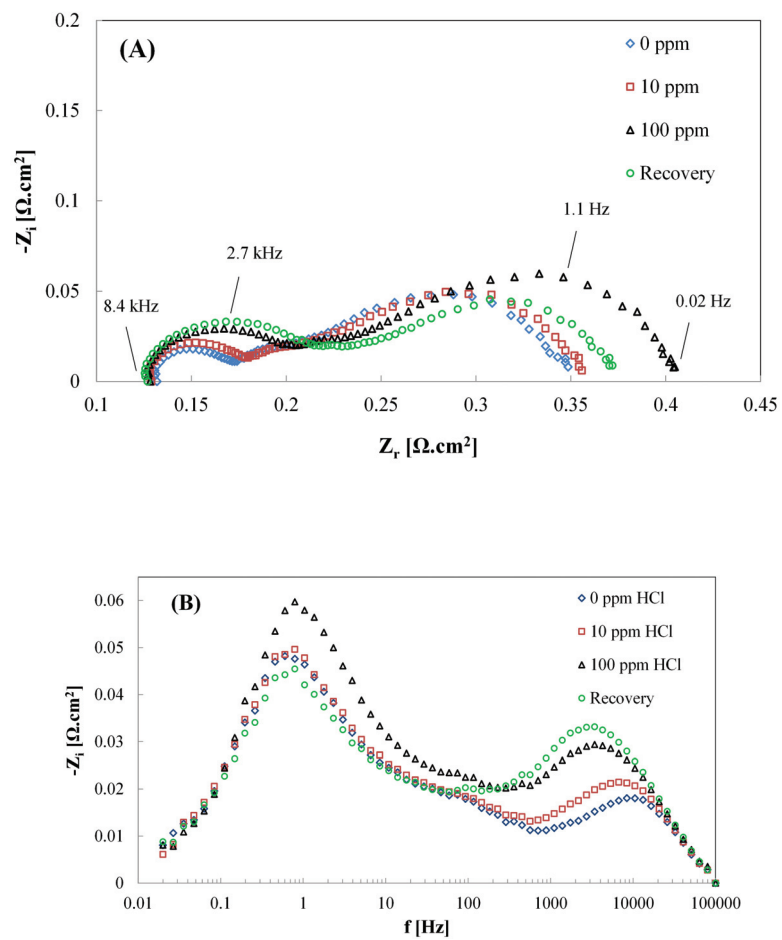 (A)
0 ppm
10 ppm
100 ppm
Recovery
0.2
0.15
0.1
0.05
0
-Zi [Ω.cm²]
8.4 kHz
2.7 kHz
1.1 Hz
0.02 Hz
0.1 0.15 0.2 0.25 0.3 0.35 0.4 0.45
Zr [Ω.cm²]
(B)
0 ppm HCl
10 ppm HCl
100 ppm HCl
Recovery
0.06
0.05
0.04
0.03
0.02
0.01
0
-Zi [Ω.cm²]
0.01 0.1 1 10 100 1000 10000 100000
f [Hz]